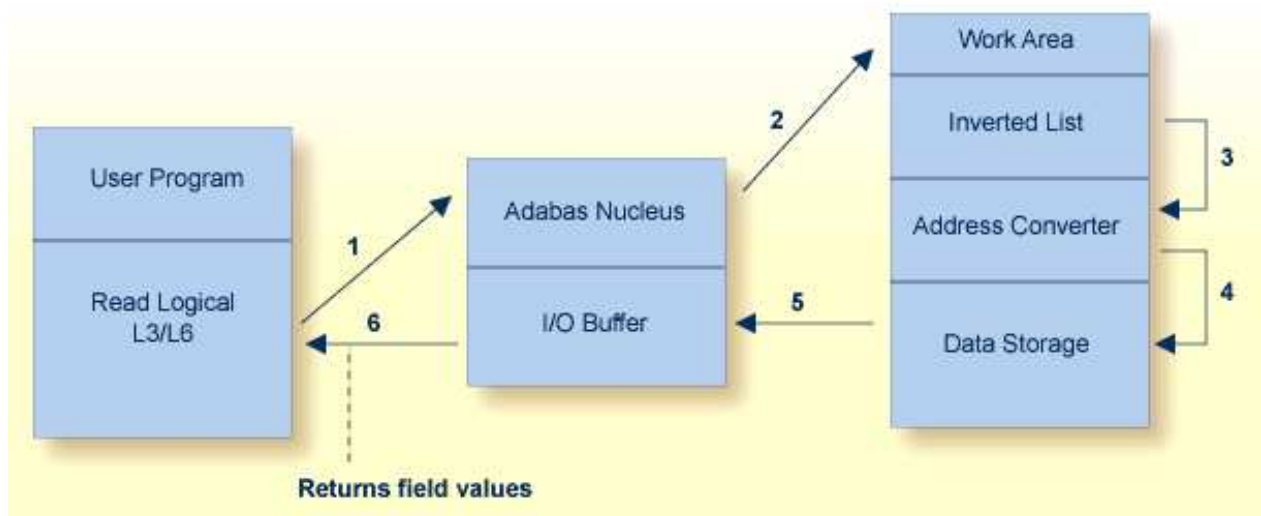 User Program
Read Logical
L3/L6
1
6
Returns field values
Adabas Nucleus
I/O Buffer
2
5
Work Area
Inverted List
Address Converter
Data Storage
3
4